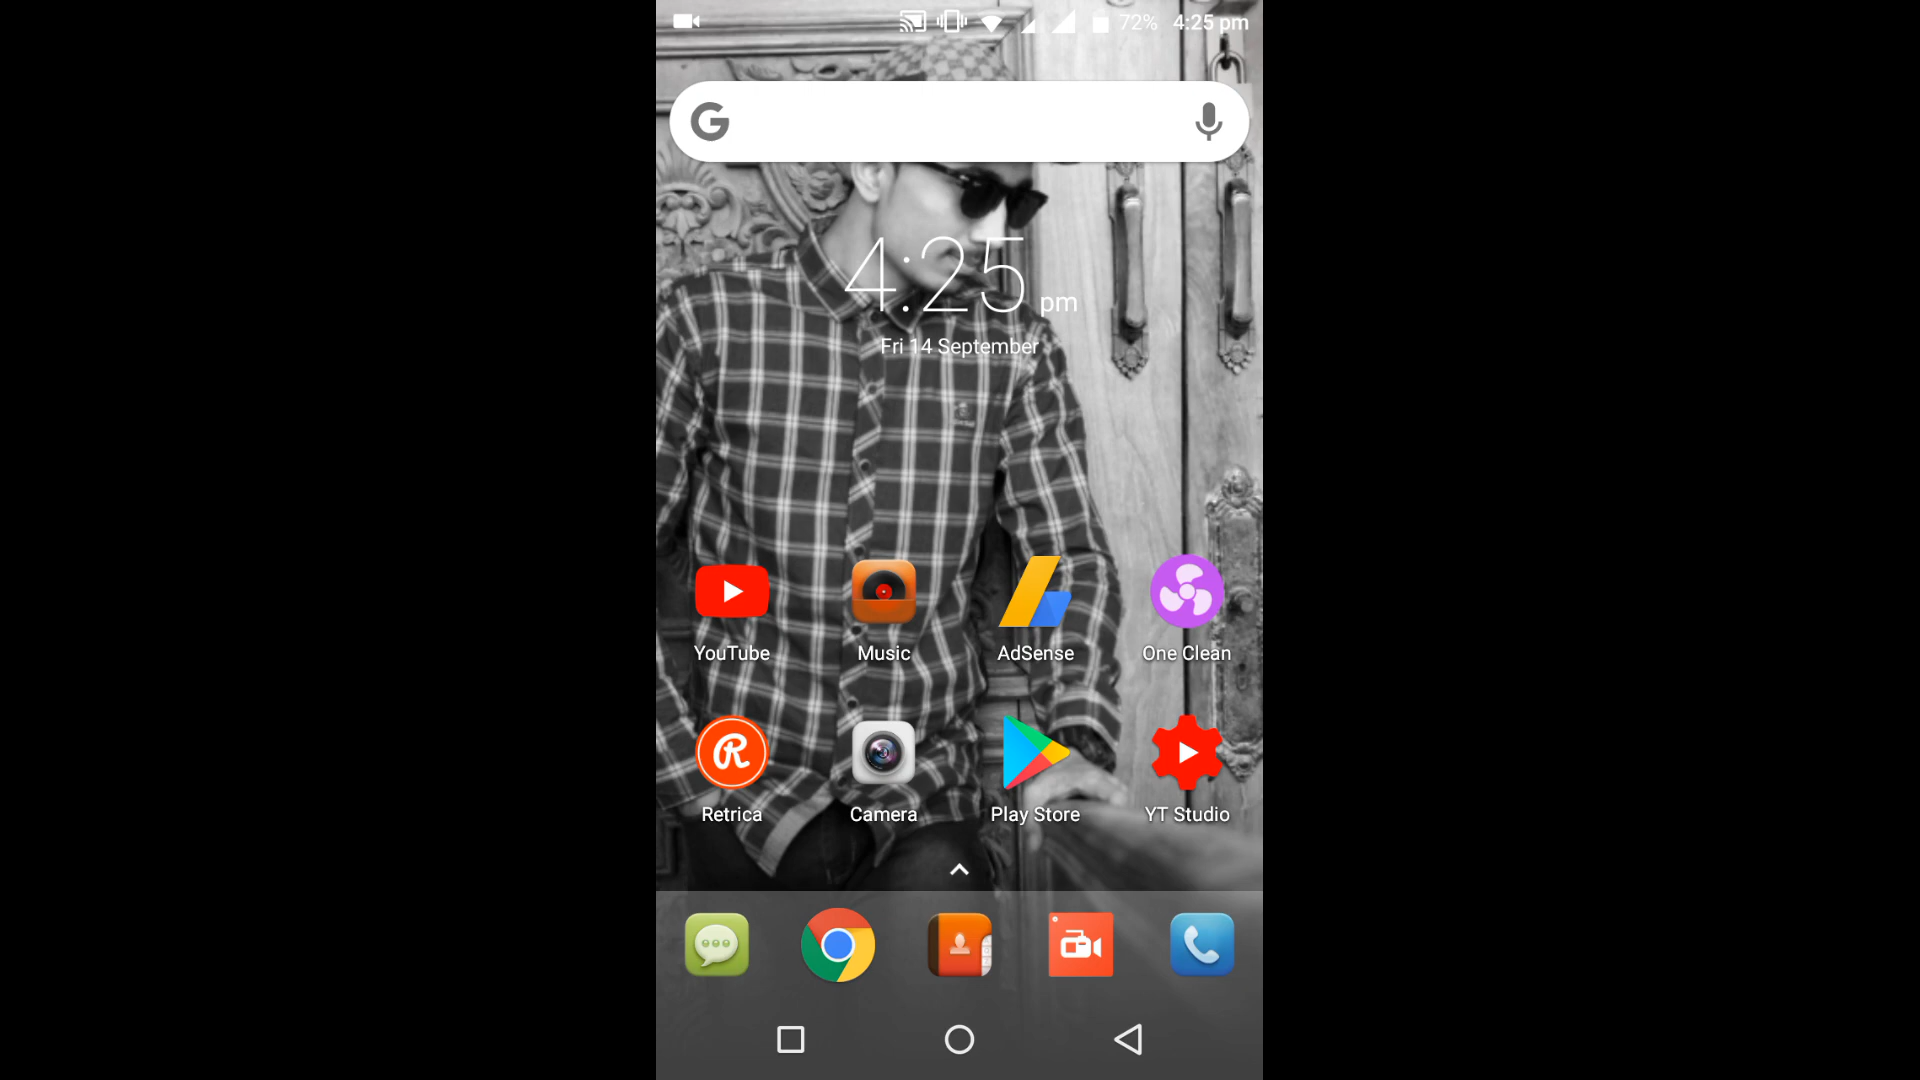 72% 4:25 pm
4:25 pm
Fri 14 September
YouTube Music AdSense One Clean
Retrica Camera Play Store YT Studio